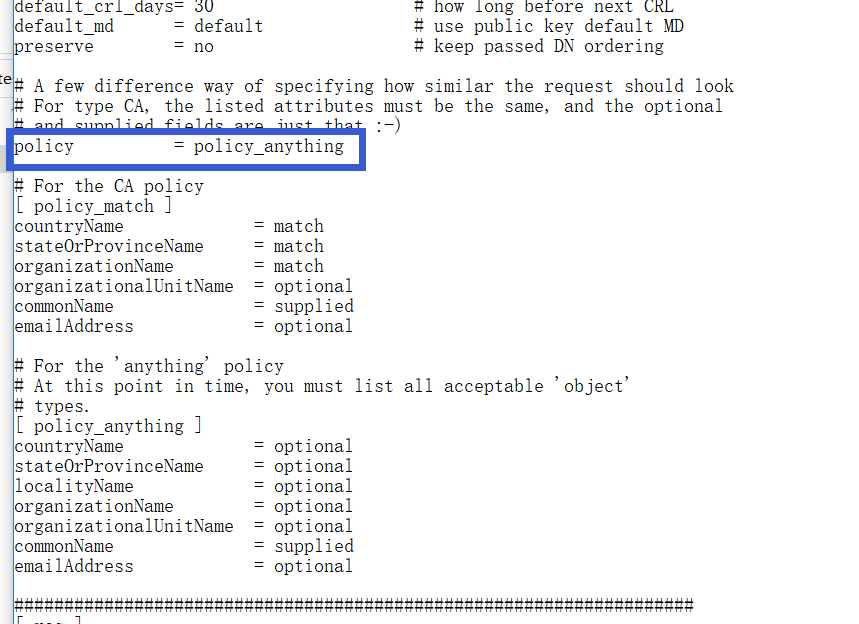 default_crl_days= 30 # how long before next CRL
default_md = default # use public key default MD
preserve = no # keep passed DN ordering
te
# A few difference way of specifying how similar the request should look
# For type CA, the listed attributes must be the same, and the optional
# and supplied fields are just that :-)
policy = policy_anything
# For the CA policy
[ policy_match ]
countryName = match
stateOrProvinceName = match
organizationName = match
organizationalUnitName = optional
commonName = supplied
emailAddress = optional
# For the 'anything' policy
# At this point in time, you must list all acceptable 'object'
# types.
[ policy_anything ]
countryName = optional
stateOrProvinceName = optional
localityName = optional
organizationName = optional
organizationalUnitName = optional
commonName = supplied
emailAddress = optional
####################################################################
[ req ]